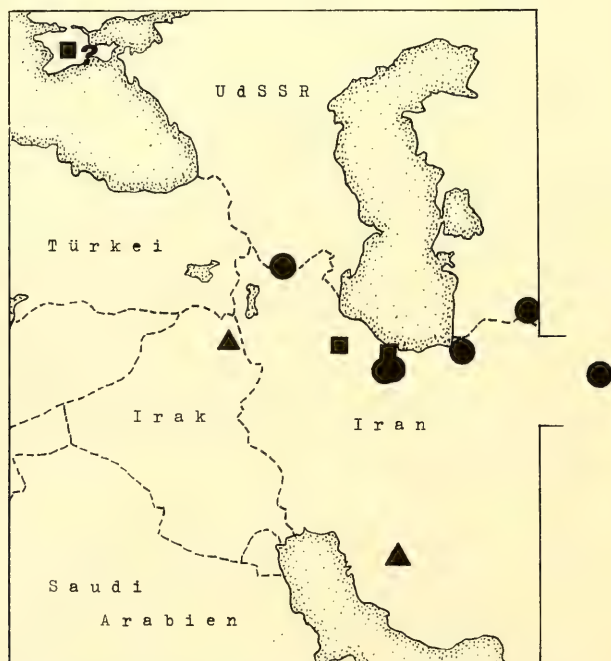 ?
UdSSR
Türkei
Irak
Iran
Saudi
Arabien